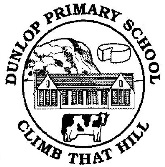 DUNLOP PRIMARY SCHOOL
CLIMB THAT HILL